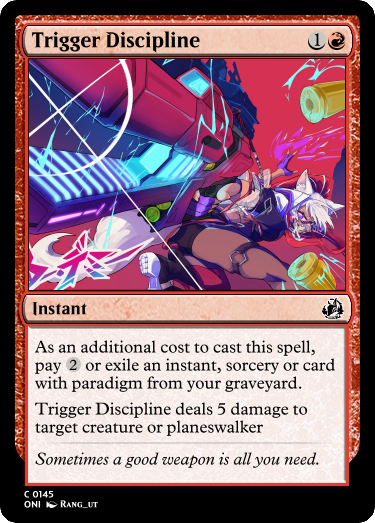 Trigger Discipline 1
Instant
As an additional cost to cast this spell,
pay 2 or exile an instant, sorcery or card
with paradigm from your graveyard.
Trigger Discipline deals 5 damage to
target creature or planeswalker
Sometimes a good weapon is all you need.
C 0145
ONI RANG_UT